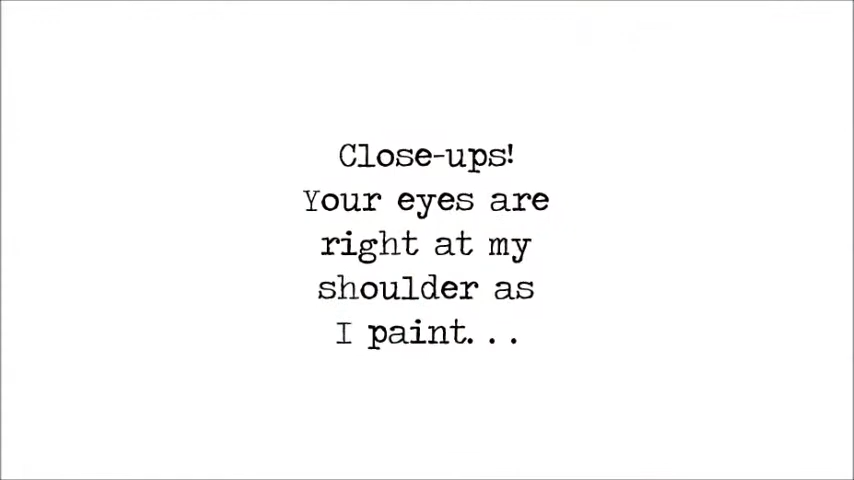 Close-ups!
Your eyes are
right at my
shoulder as
I paint...